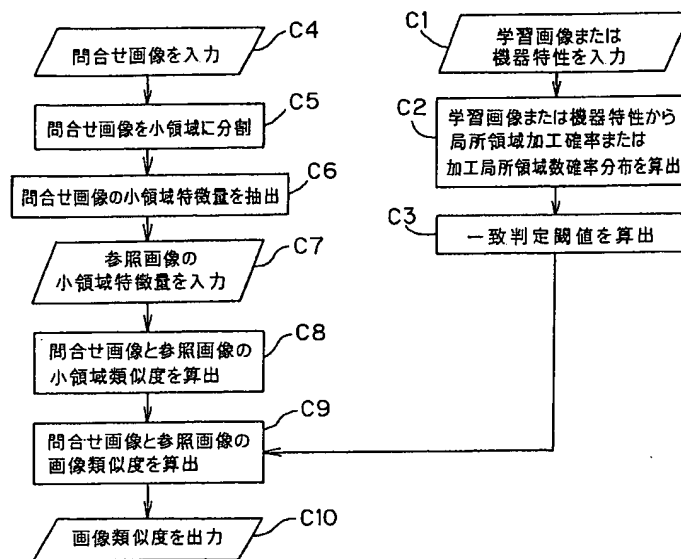 C4
問合せ画像を入力
C5
問合せ画像を小領域に分割
C6
問合せ画像の小領域特徴量を抽出
C7
参照画像の
小領域特徴量を入力
C8
問合せ画像と参照画像の
小領域類似度を算出
C9
問合せ画像と参照画像の
画像類似度を算出
C10
画像類似度を出力
C1
学習画像または
機器特性を入力
C2
学習画像または機器特性から
局所領域加工確率または
加工局所領域数確率分布を算出
C3
一致判定閾値を算出